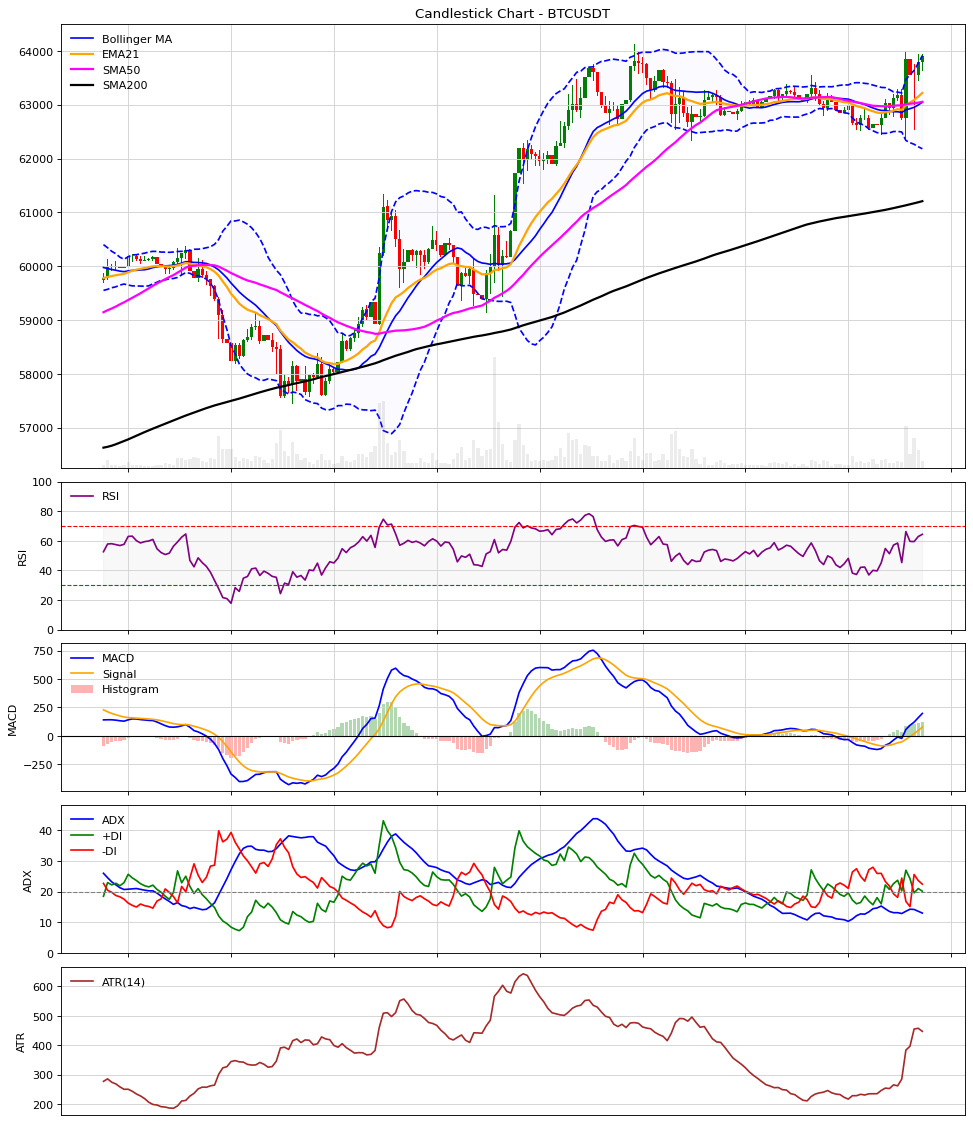 Candlestick Chart - BTCUSDT
Bollinger MA
EMA21
SMA50
SMA200
64000
63000
62000
61000
60000
59000
58000
57000
RSI
100
80
60
40
20
0
RSI
MACD
Signal
Histogram
750
500
250
0
−250
MACD
ADX
+DI
-DI
40
30
20
10
0
ADX
ATR(14)
600
500
400
300
200
ATR